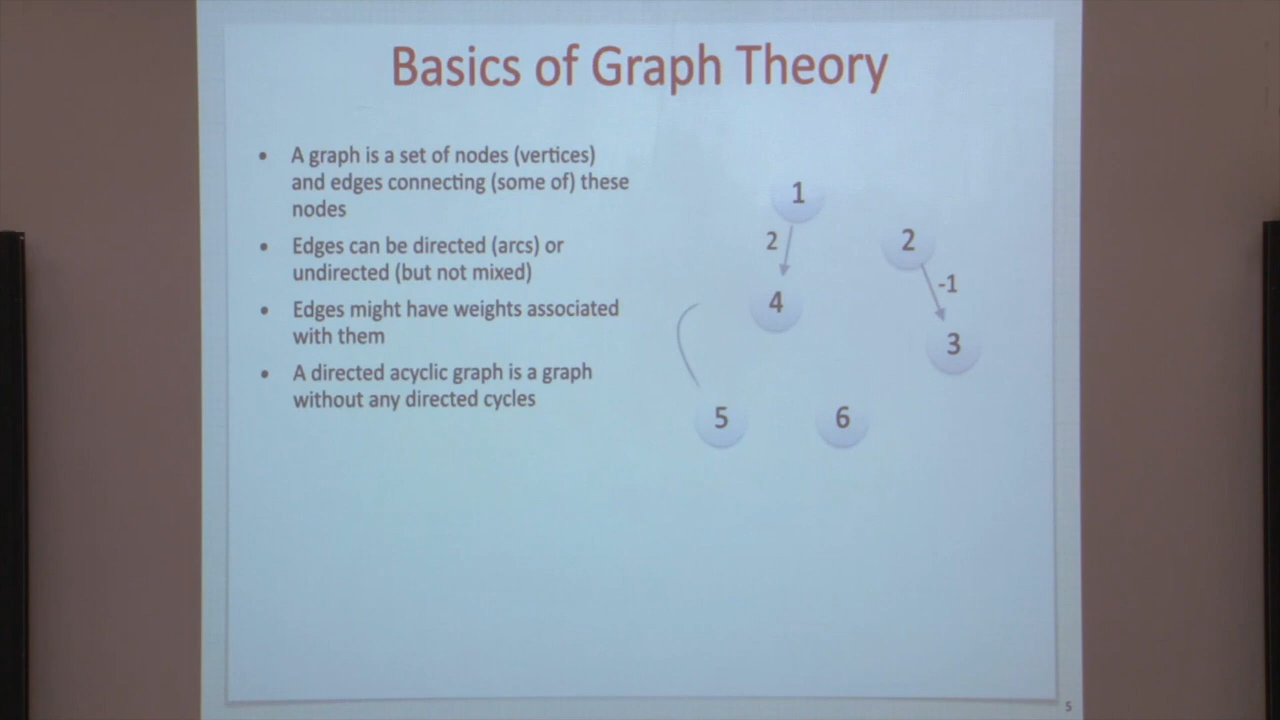 Basics of Graph Theory
• A graph is a set of nodes (vertices)
and edges connecting (some of) these
nodes
• Edges can be directed (arcs) or
undirected (but not mixed)
• Edges might have weights associated
with them
• A directed acyclic graph is a graph
without any directed cycles
1
2
2
-1
4
3
5
6
5